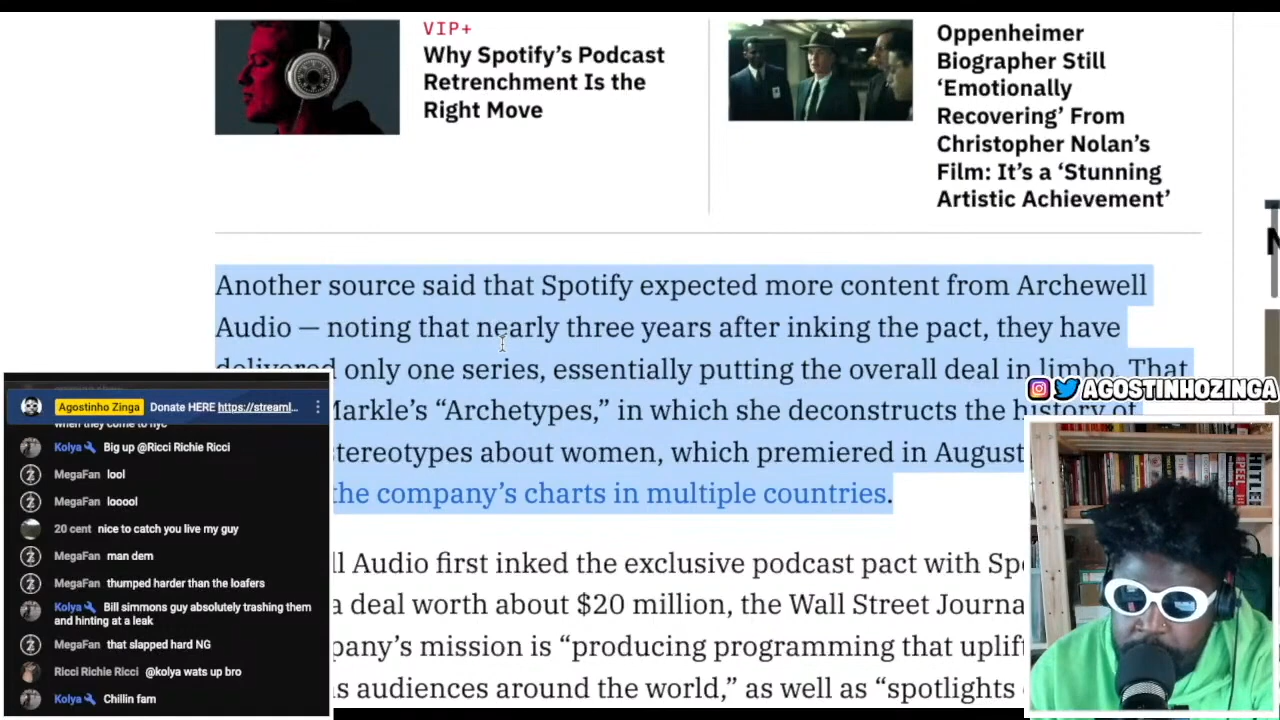 VIP+
Why Spotify’s Podcast
Retrenchment Is the
Right Move
Oppenheimer
Biographer Still
‘Emotionally
Recovering’ From
Christopher Nolan’s
Film: It’s a ‘Stunning
Artistic Achievement’
Another source said that Spotify expected more content from Archewell
Audio — noting that nearly three years after inking the pact, they have
delivered only one series, essentially putting the overall deal in limbo. That
Markle’s “Archetypes,” in which she deconstructs the history of
stereotypes about women, which premiered in August
the company’s charts in multiple countries.
Audio first inked the exclusive podcast pact with
a deal worth about $20 million, the Wall Street
mission is “producing programming that
audiences around the world,” as well as “spotlights
Agostinho Zinga Donate HERE https://streaml...
when they come to nyc
Kolya Big up @Ricci Richie Ricci
MegaFan lool
MegaFan looool
20 cent nice to catch you live my guy
MegaFan man dem
MegaFan thumped harder than the loafers
Kolya Bill simmons guy absolutely trashing them
and hinting at a leak
MegaFan that slapped hard NG
Ricci Richie Ricci @kolya wats up bro
Kolya Chillin fam
AGOSTINHOZINGA
HITLER